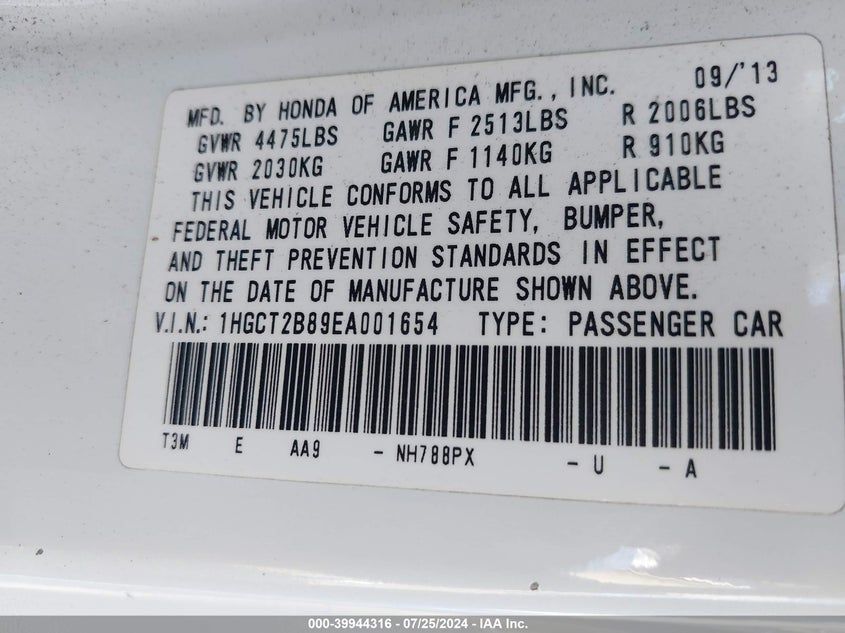 MFD. BY HONDA OF AMERICA MFG., INC. 09/'13
GVWR 4475LBS GAWR F 2513LBS R 2006LBS
GVWR 2030KG GAWR F 1140KG R 910KG
THIS VEHICLE CONFORMS TO ALL APPLICABLE
FEDERAL MOTOR VEHICLE SAFETY, BUMPER,
AND THEFT PREVENTION STANDARDS IN EFFECT
ON THE DATE OF MANUFACTURE SHOWN ABOVE.
V.I.N.: 1HGCT2B89EA001654 TYPE: PASSENGER CAR
T3M E AA9 - NH788PX - U - A
000-39944316 - 07/25/2024 - IAA Inc.